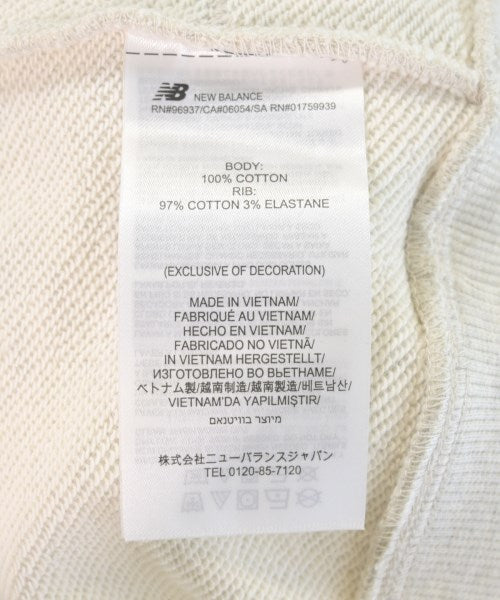 NB NEW BALANCE
RN#96937/CA#06054/SA RN#01759939
BODY:
100% COTTON
RIB:
97% COTTON 3% ELASTANE
(EXCLUSIVE OF DECORATION)
MADE IN VIETNAM/
FABRIQUÉ AU VIETNAM/
HECHO EN VIETNAM/
FABRICADO NO VIETNÃ/
IN VIETNAM HERGESTELLT/
ИЗГОТОВЛЕНО ВО ВЬЕТНАМЕ/
ベトナム製/越南制造/越南製造/베트남산/
VIETNAM'DA YAPILMIŞTIR/
מיוצר בוויטנאם
株式会社ニューバランスジャパン
TEL 0120-85-7120